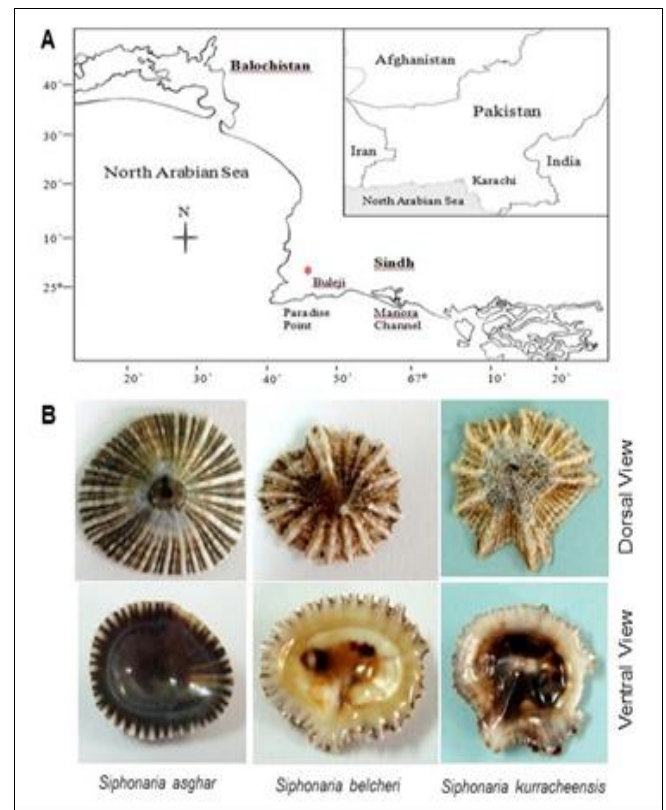 A
Balochistan
Afghanistan
Pakistan
Iran
India
Karachi
North Arabian Sea
40'
30'
20'
10'
25°
North Arabian Sea
N
Sindh
Buleji
Paradise
Point
Manora
Channel
20' 30' 40' 50' 67° 10' 20'
B
Dorsal View
Ventral View
Siphonaria asghar Siphonaria belcheri Siphonaria kurracheensis